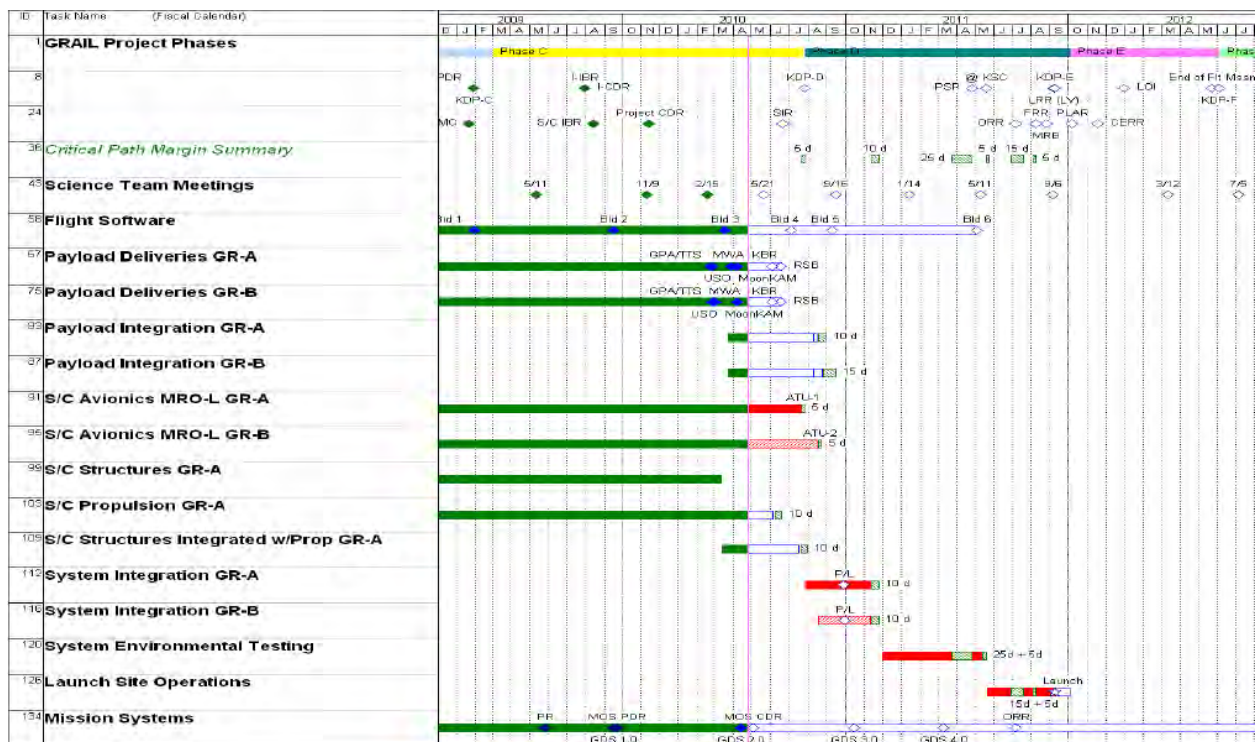 ID Task Name (Fiscal Calendar) 2009 2010 2011 2012
D J F M A M J J A S O N D J F M A M J J A S O N D J F M A M J J A S O N D J F M A M J J A S
1 GRAIL Project Phases
Phase C Phase D Phase E Phas
8 PDR I-IBR KDP-D @ KSC KDP-E End of Flt Msn
I-CDR PSR LOI
KDP-C LRR (LV) KDP-F
24 Project CDR SIR FRR PLAR
S/C IBR ORR CERR
MRB
36 Critical Path Margin Summary 5 d 10 d 25 d 5 d 15 d 5 d
43 Science Team Meetings 5/11 11/9 2/15 5/21 9/16 1/14 5/11 9/6 3/12 7/5
58 Flight Software Bld 1 Bld 2 Bld 3 Bld 4 Bld 5 Bld 6
67 Payload Deliveries GR-A GPA/TTS MWA KBR RSB
USO MoonKAM
75 Payload Deliveries GR-B GPA/TTS MWA KBR RSB
USO MoonKAM
Payload Integration GR-A 10 d
Payload Integration GR-B 15 d
91 S/C Avionics MRO-L GR-A ATU-1 5 d
95 S/C Avionics MRO-L GR-B ATU-2 5 d
99 S/C Structures GR-A
103 S/C Propulsion GR-A 10 d
109 S/C Structures Integrated w/Prop GR-A 10 d
112 System Integration GR-A P/L 10 d
116 System Integration GR-B P/L 10 d
120 System Environmental Testing 25d + 5d
126 Launch Site Operations Launch
15d + 5d
134 Mission Systems PR MOS PDR MOS CDR ORR
GDS 1.0 GDS 2.0 GDS 3.0 GDS 4.0